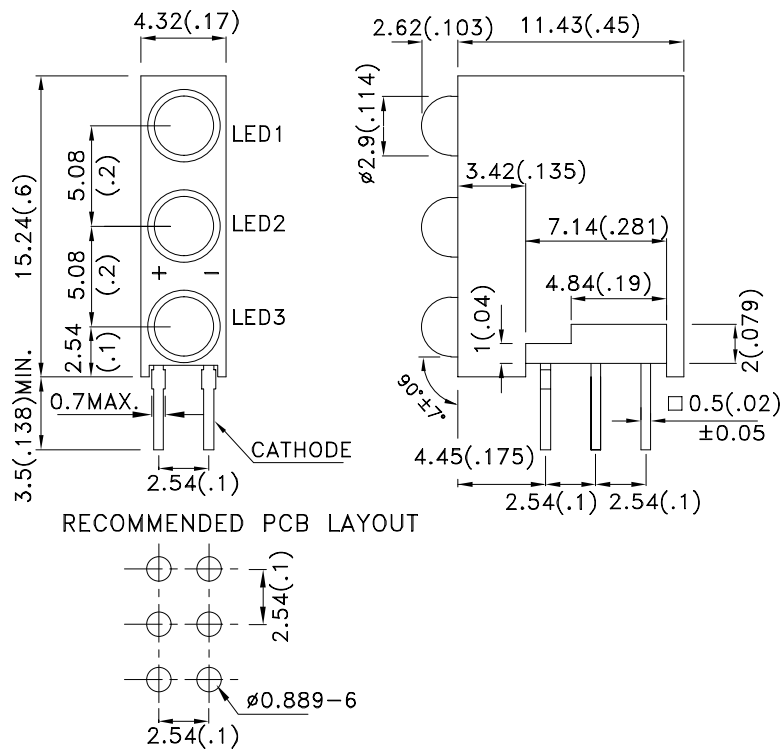 4.32(.17)
2.62(.103)
11.43(.45)
LED1
5.08
(.2)
15.24(.6)
LED2
5.08
(.2)
+ −
LED3
2.54
(.1)
3.5(.138)MIN.
0.7MAX.
CATHODE
2.54(.1)
ø2.9(.114)
3.42(.135)
7.14(.281)
4.84(.19)
1(.04)
2(.079)
90°±7°
□0.5(.02)
±0.05
4.45(.175)
2.54(.1)
2.54(.1)
RECOMMENDED PCB LAYOUT
2.54(.1)
ø0.889−6
2.54(.1)